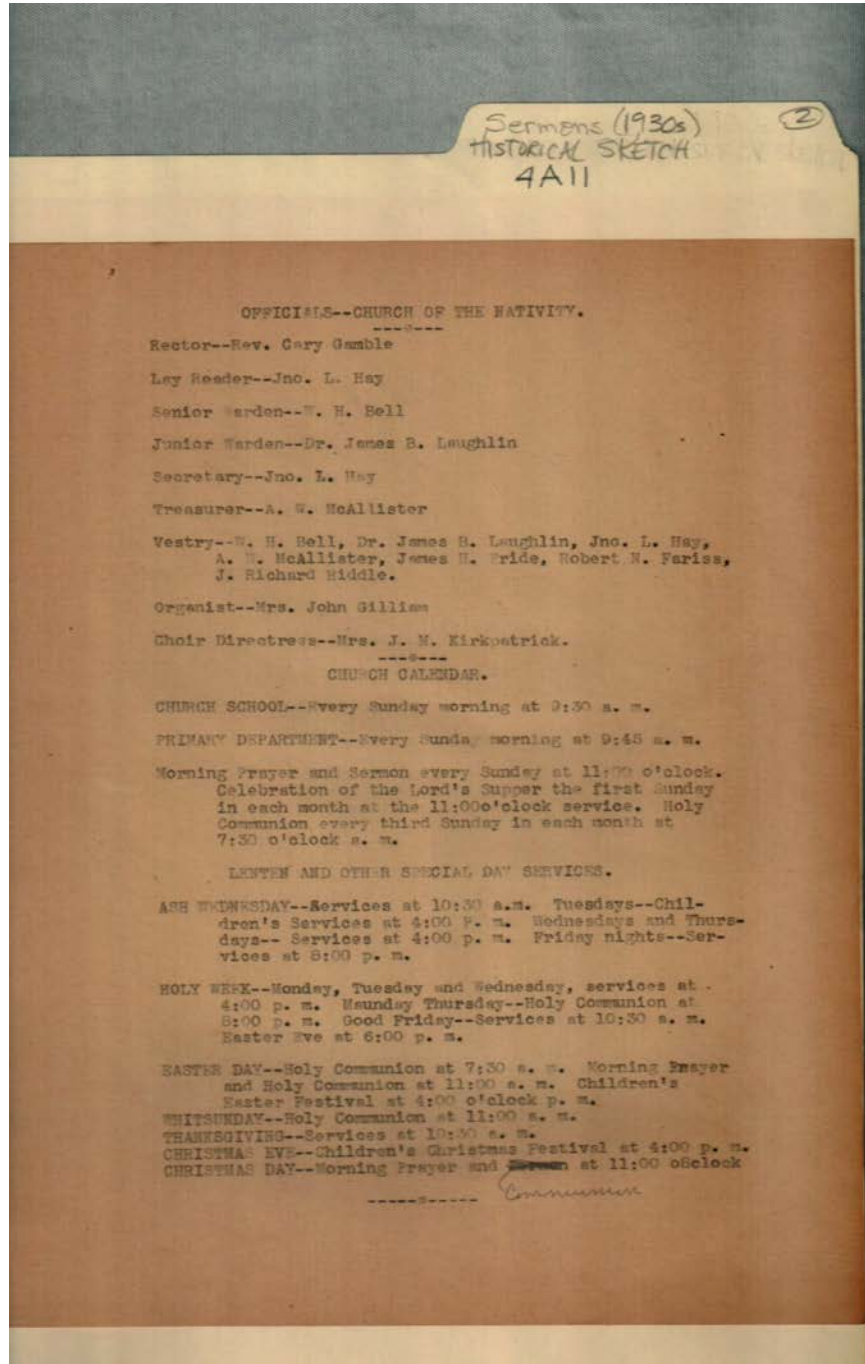 Sermons (1930s)
2
HISTORICAL SKETCH
4A11
OFFICIALS--CHURCH OF THE NATIVITY.
Rector--Rev. Cary Gamble
Lay Reader--Jno. L. Hay
Senior Warden--W. H. Bell
Junior Warden--Dr. James B. Laughlin
Secretary--Jno. L. Hay
Treasurer--A. W. McAllister
Vestry--W. H. Bell, Dr. James B. Laughlin, Jno. L. Hay,
A. W. McAllister, James H. Pride, Robert N. Fariss,
J. Richard Riddle.
Organist--Mrs. John Gilliam
Choir Directress--Mrs. J. M. Kirkpatrick.
CHURCH CALENDAR.
CHURCH SCHOOL--Every Sunday morning at 9:30 a. m.
PRIMARY DEPARTMENT--Every Sunday morning at 9:45 a. m.
Morning Prayer and Sermon every Sunday at 11:00 o'clock.
Celebration of the Lord's Supper the first Sunday
in each month at the 11:00o'clock service. Holy
Communion every third Sunday in each month at
7:30 o'clock a. m.
LENTEN AND OTHER SPECIAL DAY SERVICES.
ASH WEDNESDAY--Services at 10:30 a.m. Tuesdays--Chil-
dren's Services at 4:00 P. m. Wednesdays and Thurs-
days-- Services at 4:00 p. m. Friday nights--Ser-
vices at 8:00 p. m.
HOLY WEEK--Monday, Tuesday and Wednesday, services at
4:00 p. m. Maunday Thursday--Holy Communion at
8:00 p. m. Good Friday--Services at 10:30 a. m.
Easter Eve at 6:00 p. m.
EASTER DAY--Holy Communion at 7:30 a. m. Morning Prayer
and Holy Communion at 11:00 a. m. Children's
Easter Festival at 4:00 o'clock p. m.
WHITSUNDAY--Holy Communion at 11:00 a. m.
THANKSGIVING--Services at 10:30 a. m.
CHRISTMAS EVE--Children's Christmas Festival at 4:00 p. m.
CHRISTMAS DAY--Morning Prayer and Sermon at 11:00 o8clock
Communion